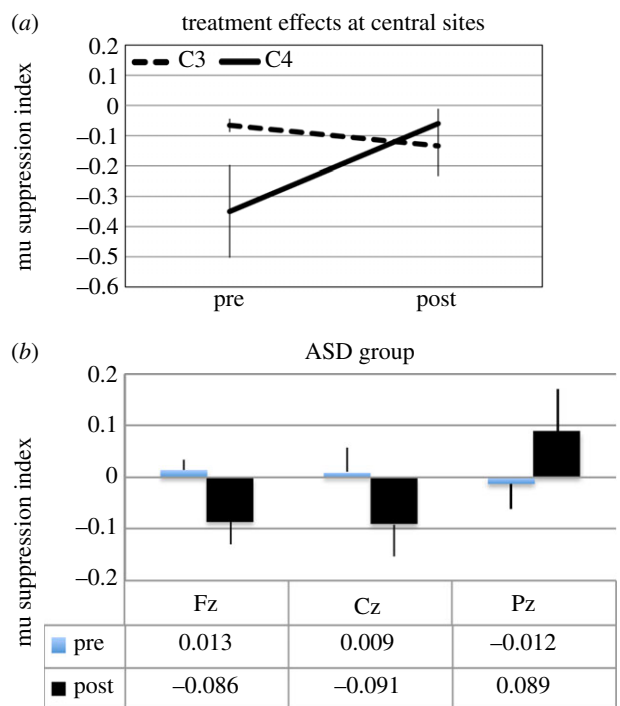 (a) treatment effects at central sites
0.2
C3 C4
0.1
0
−0.1
−0.2
−0.3
−0.4
−0.5
−0.6
mu suppression index
pre post
(b) ASD group
0.2
0.1
0
−0.1
−0.2
mu suppression index
Fz Cz Pz
pre 0.013 0.009 −0.012
post −0.086 −0.091 0.089